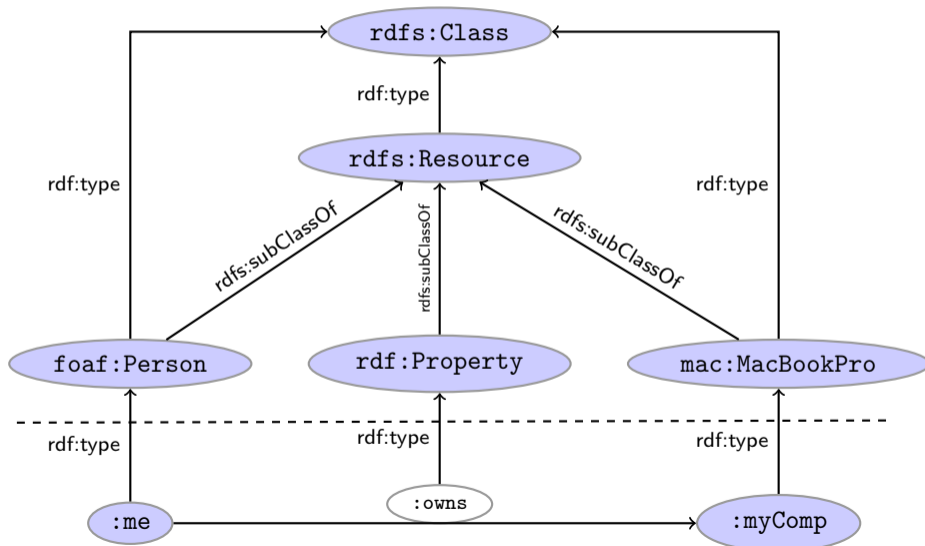 rdfs:Class
rdf:type
rdfs:Resource
rdf:type
rdf:type
rdfs:subClassOf
rdfs:subClassOf
rdfs:subClassOf
foaf:Person
rdf:Property
mac:MacBookPro
rdf:type
rdf:type
rdf:type
:owns
:me
:myComp